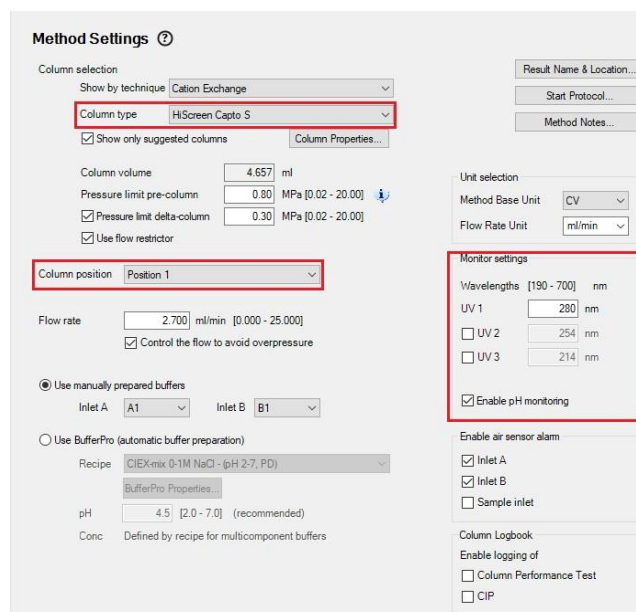 Method Settings ?
Column selection
Show by technique Cation Exchange
Column type HiScreen Capto S
Show only suggested columns Column Properties...
Column volume 4.657 ml
Pressure limit pre-column 0.80 MPa [0.02 - 20.00]
Pressure limit delta-column 0.30 MPa [0.02 - 20.00]
Use flow restrictor
Column position Position 1
Flow rate 2.700 ml/min [0.000 - 25.000]
Control the flow to avoid overpressure
Use manually prepared buffers
Inlet A A1 Inlet B B1
Use BufferPro (automatic buffer preparation)
Recipe CIEX-mix 0-1M NaCl - (pH 2-7, PD)
BufferPro Properties...
pH 4.5 [2.0 - 7.0] (recommended)
Conc Defined by recipe for multicomponent buffers
Result Name & Location...
Start Protocol...
Method Notes...
Unit selection
Method Base Unit CV
Flow Rate Unit ml/min
Monitor settings
Wavelengths [190 - 700] nm
UV 1 280 nm
UV 2 254 nm
UV 3 214 nm
Enable pH monitoring
Enable air sensor alarm
Inlet A
Inlet B
Sample inlet
Column Logbook
Enable logging of
Column Performance Test
CIP